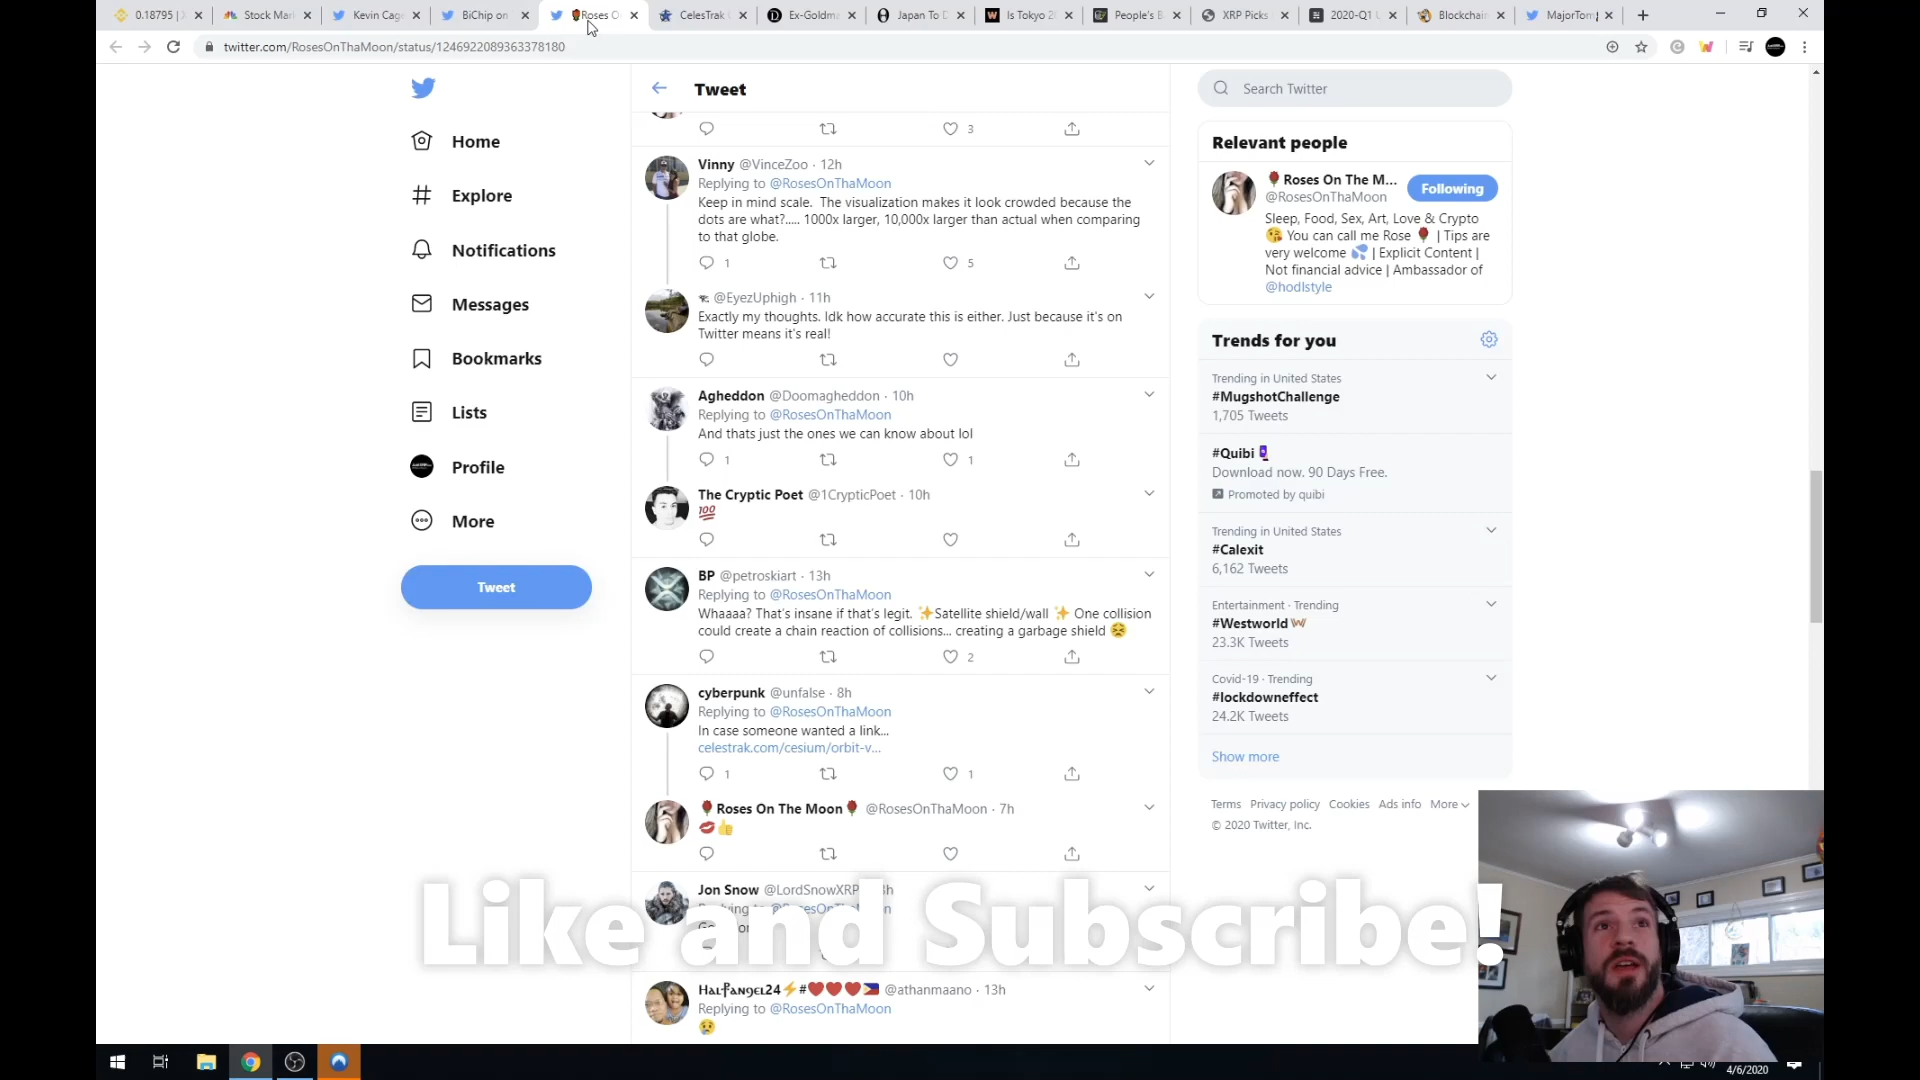 0.18795 |
Stock Mar
Kevin Cag
BiChip on
Roses O
CelesTrak
Ex-Goldma
Japan To D
Is Tokyo 20
People's B
XRP Picks
2020-Q1
Blockchain
MajorTom
twitter.com/RosesOnThaMoon/status/1246922089363378180
Home
Explore
Notifications
Messages
Bookmarks
Lists
Profile
More
Tweet
Tweet
3
Vinny @VinceZoo · 12h
Replying to @RosesOnThaMoon
Keep in mind scale. The visualization makes it look crowded because the
dots are what?..... 1000x larger, 10,000x larger than actual when comparing
to that globe.
1 5
@EyezUphigh · 11h
Exactly my thoughts. Idk how accurate this is either. Just because it's on
Twitter means it's real!
Agheddon @Doomagheddon · 10h
Replying to @RosesOnThaMoon
And thats just the ones we can know about lol
1 1
The Cryptic Poet @1CrypticPoet · 10h
💯
BP @petroskiart · 13h
Replying to @RosesOnThaMoon
Whaaaa? That's insane if that's legit. ✨Satellite shield/wall ✨ One collision
could create a chain reaction of collisions... creating a garbage shield 😣
2
cyberpunk @unfalse · 8h
Replying to @RosesOnThaMoon
In case someone wanted a link...
celestrak.com/cesium/orbit-v...
1 1
🌹Roses On The Moon🌹 @RosesOnThaMoon · 7h
💋👍
Jon Snow @LordSnowXRP
@RosesOnThaMoon
Like and Subscribe!
Hal₽angel24⚡#❤❤❤🇵🇭 @athanmaano · 13h
Replying to @RosesOnThaMoon
😢
Search Twitter
Relevant people
🌹Roses On The M...
@RosesOnThaMoon
Following
Sleep, Food, Sex, Art, Love & Crypto
😘 You can call me Rose 🌹 | Tips are
very welcome 💦 | Explicit Content |
Not financial advice | Ambassador of
@hodlstyle
Trends for you
Trending in United States
#MugshotChallenge
1,705 Tweets
#Quibi
Download now. 90 Days Free.
Promoted by quibi
Trending in United States
#Calexit
6,162 Tweets
Entertainment · Trending
#Westworld
23.3K Tweets
Covid-19 · Trending
#lockdowneffect
24.2K Tweets
Show more
Terms Privacy policy Cookies Ads info More
© 2020 Twitter, Inc.
4/6/2020